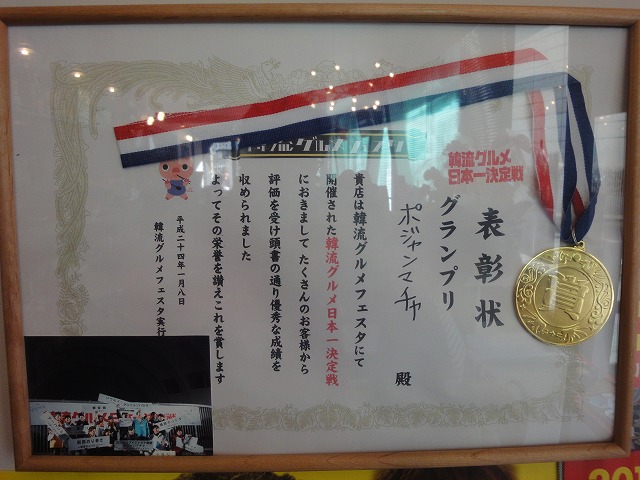 韓流グルメ
日本一決定戦
表彰状
グランプリ
ポジャンマチャ
殿
貴店は韓流グルメフェスタにて
開催された韓流グルメ日本一決定戦
におきましてたくさんのお客様から
評価を受け頭書の通り優秀な成績を
収められました
よってその栄誉を讃えこれを賞します
平成二十四年一月八日
韓流グルメフェスタ実行
賞